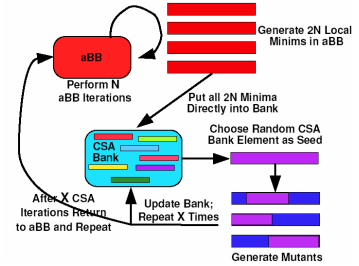 aBB
Perform N
aBB Iterations
Generate 2N Local
Minims in aBB
Put all 2N Minima
Directly into Bank
CSA
Bank
Choose Random CSA
Bank Element as Seed
After X CSA
Iterations Return
to aBB and Repeat
Update Bank;
Repeat X Times
Generate Mutants